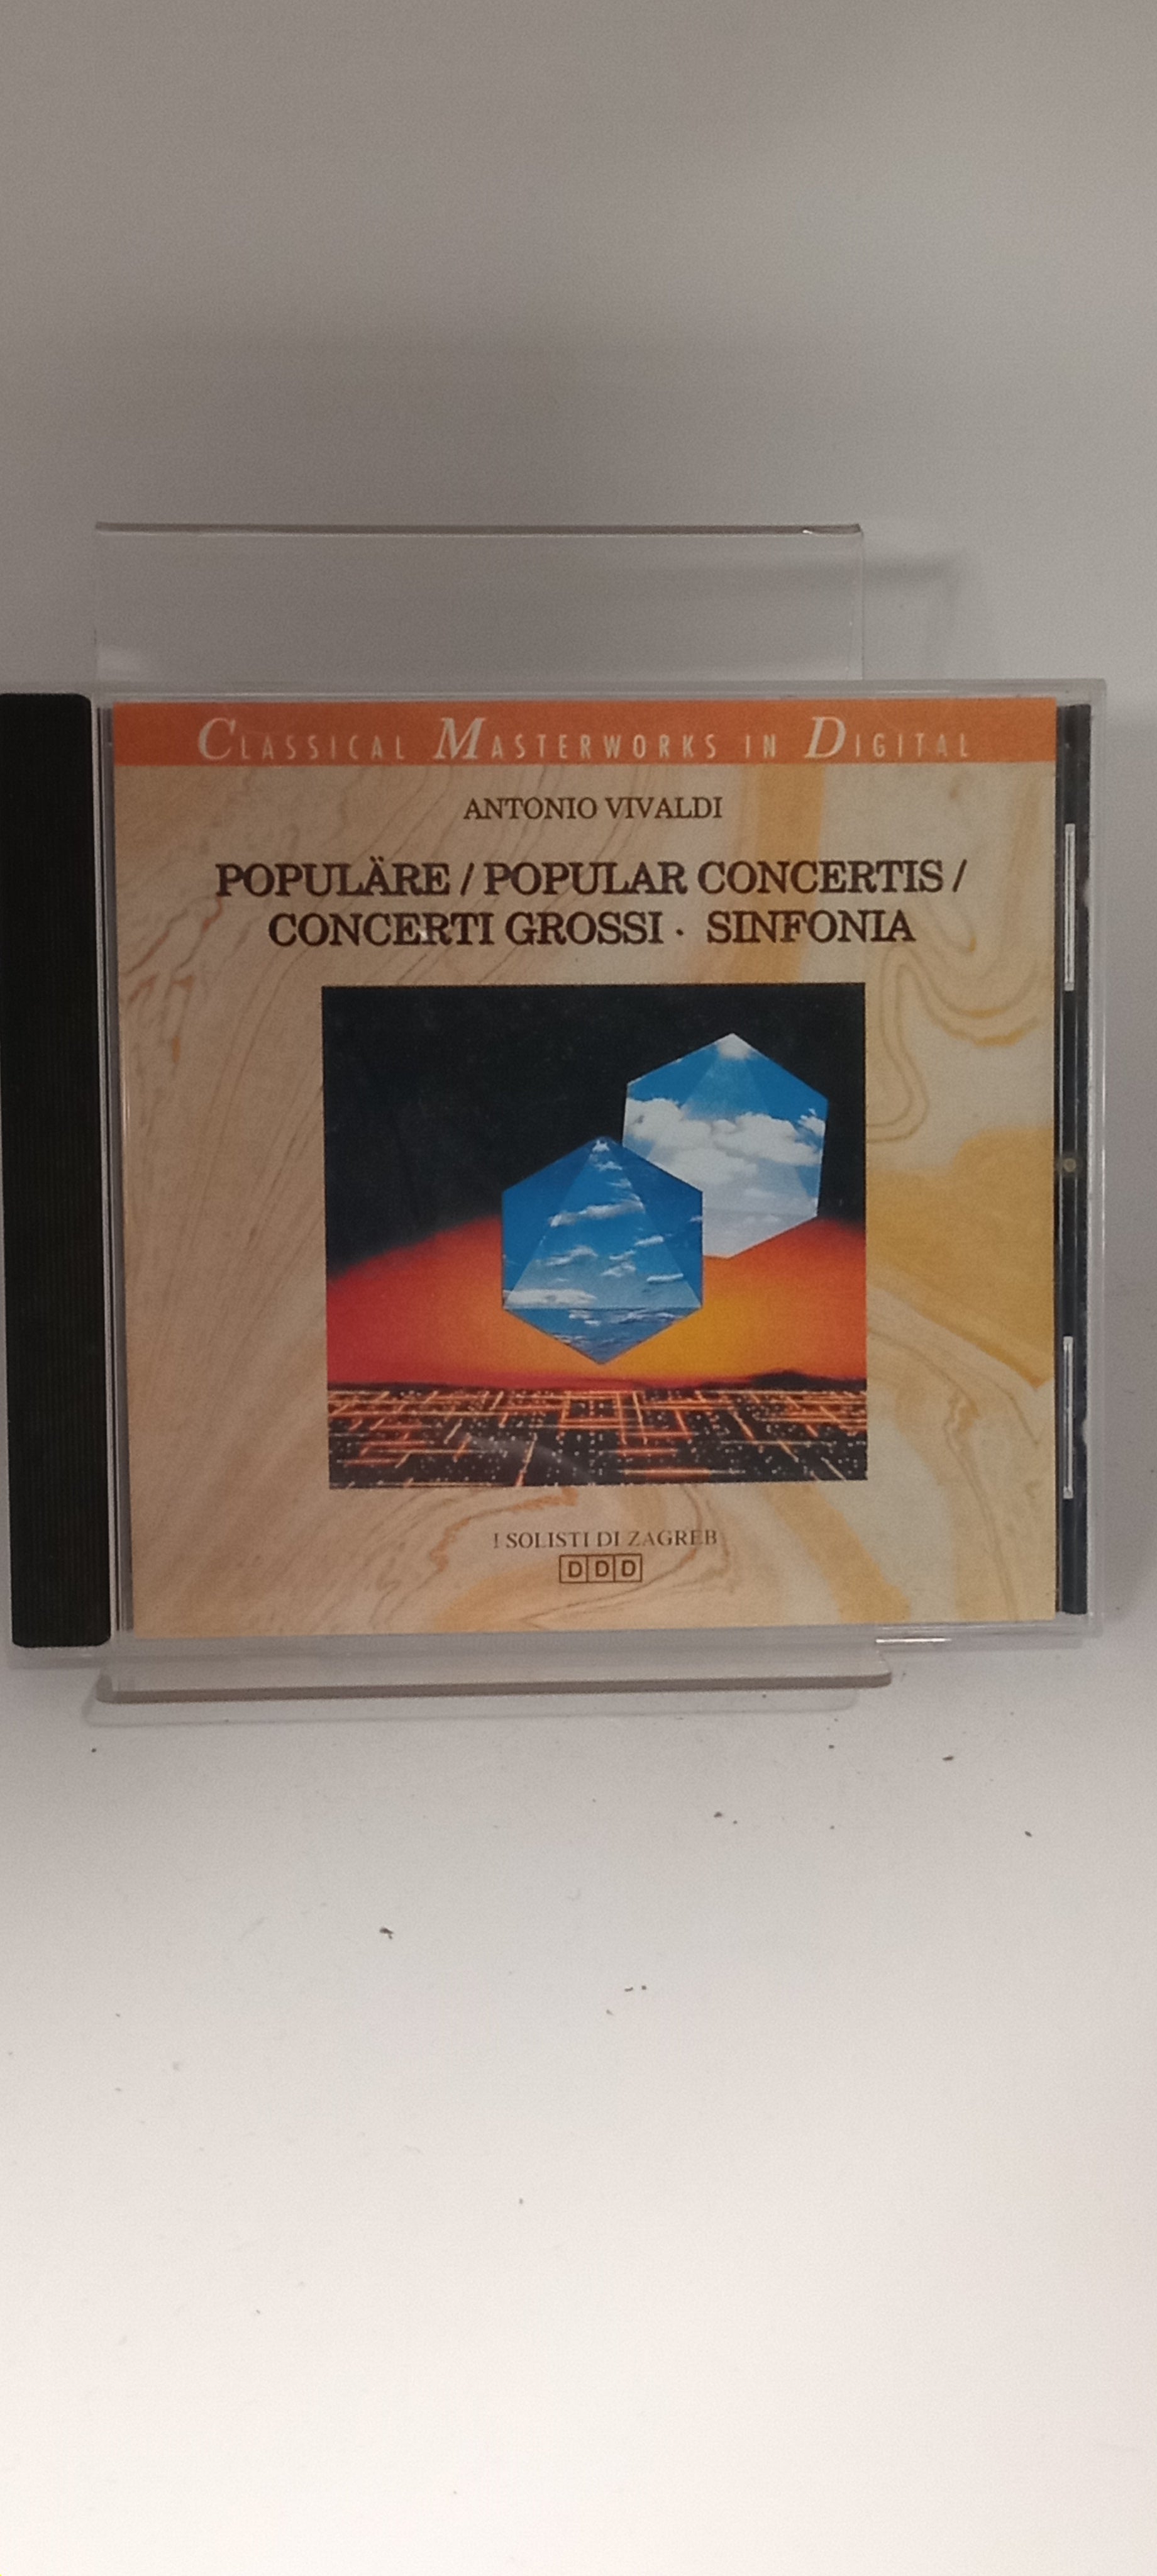 CLASSICAL MASTERWORKS IN DIGITAL
ANTONIO VIVALDI
POPULÄRE / POPULAR CONCERTIS /
CONCERTI GROSSI · SINFONIA
I SOLISTI DI ZAGREB
DDD